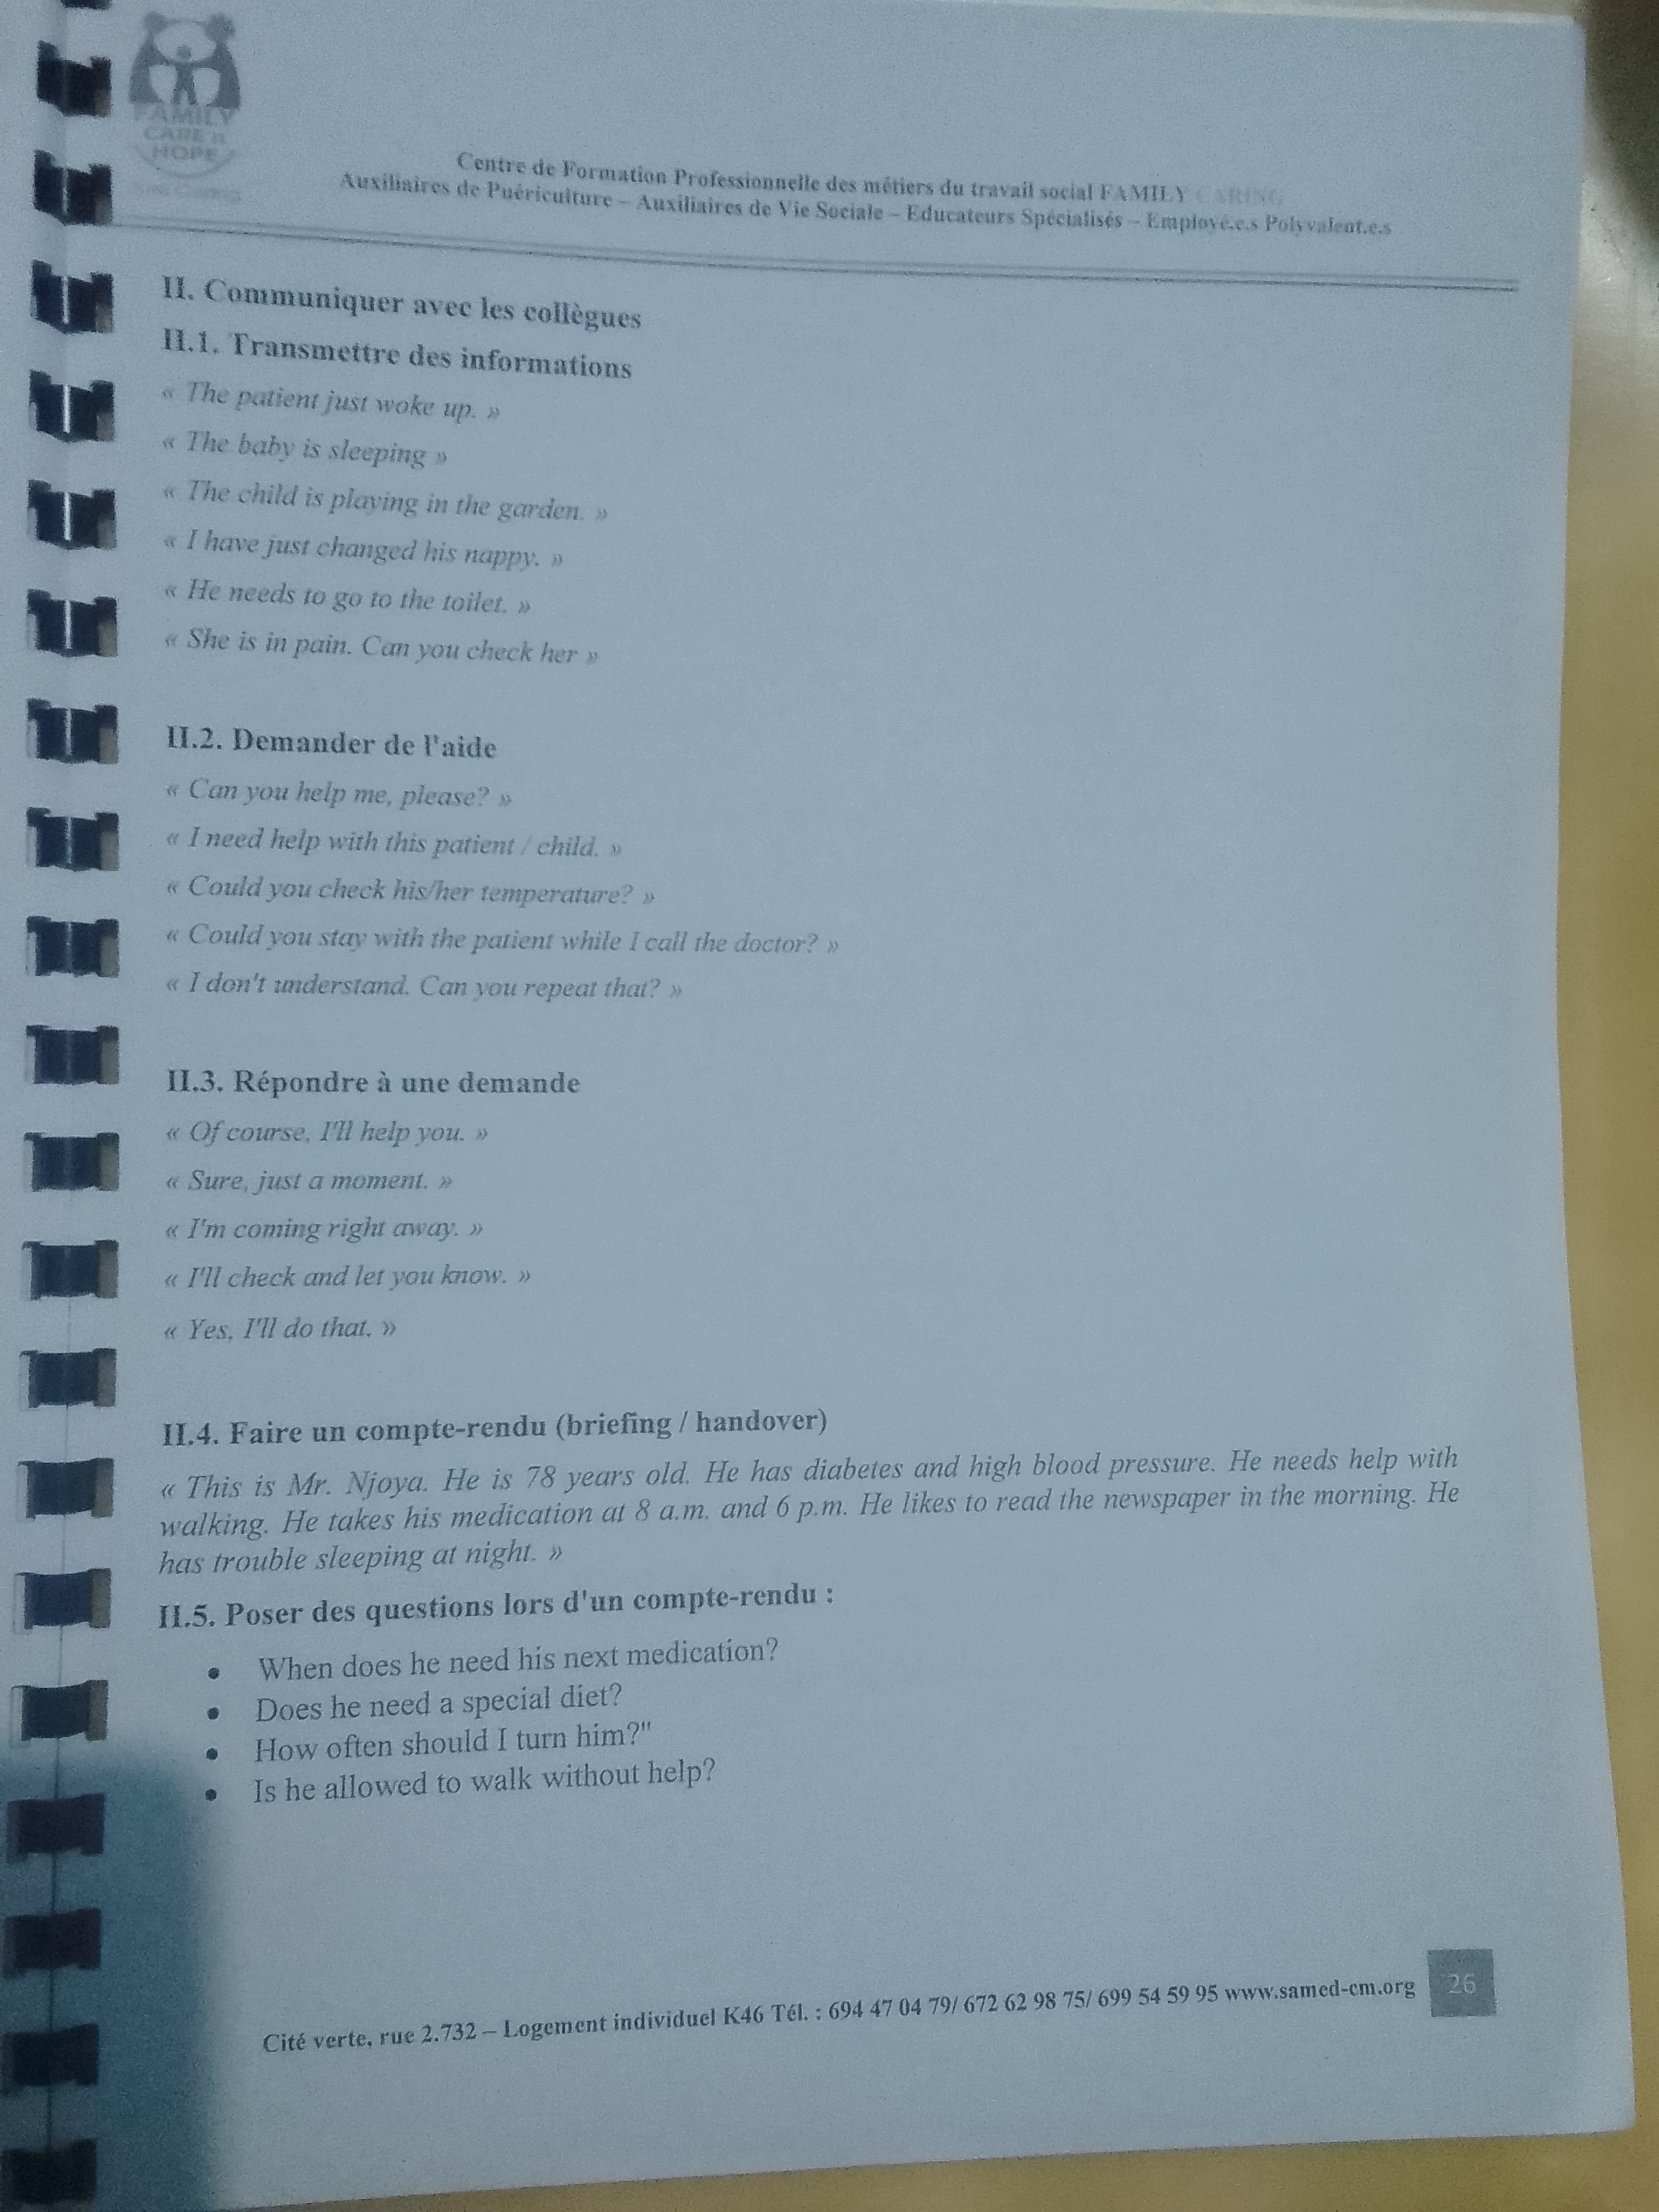 FAMILY
CARE n
HOPE
Centre de Formation Professionnelle des métiers du travail social FAMILY CARING
Auxiliaires de Puériculture – Auxiliaires de Vie Sociale – Educateurs Spécialisés – Employé.e.s Polyvalent.e.s
II. Communiquer avec les collègues
II.1. Transmettre des informations
« The patient just woke up. »
« The baby is sleeping »
« The child is playing in the garden. »
« I have just changed his nappy. »
« He needs to go to the toilet. »
« She is in pain. Can you check her »
II.2. Demander de l'aide
« Can you help me, please? »
« I need help with this patient / child. »
« Could you check his/her temperature? »
« Could you stay with the patient while I call the doctor? »
« I don't understand. Can you repeat that? »
II.3. Répondre à une demande
« Of course, I'll help you. »
« Sure, just a moment. »
« I'm coming right away. »
« I'll check and let you know. »
« Yes, I'll do that. »
II.4. Faire un compte-rendu (briefing / handover)
« This is Mr. Njoya. He is 78 years old. He has diabetes and high blood pressure. He needs help with
walking. He takes his medication at 8 a.m. and 6 p.m. He likes to read the newspaper in the morning. He
has trouble sleeping at night. »
II.5. Poser des questions lors d'un compte-rendu :
• When does he need his next medication?
• Does he need a special diet?
• How often should I turn him?"
• Is he allowed to walk without help?
Cité verte, rue 2.732 – Logement individuel K46 Tél. : 694 47 04 79/ 672 62 98 75/ 699 54 59 95 www.samed-cm.org
26